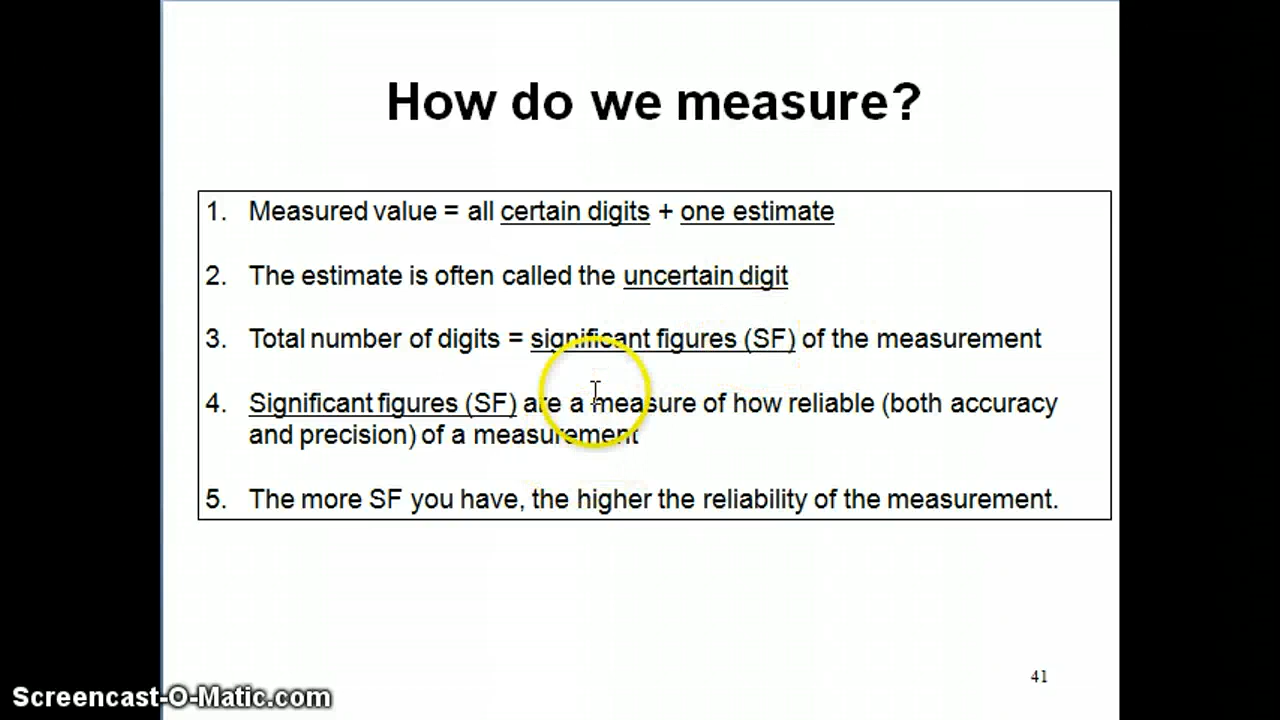 How do we measure?
1. Measured value = all certain digits + one estimate
2. The estimate is often called the uncertain digit
3. Total number of digits = significant figures (SF) of the measurement
4. Significant figures (SF) are a measure of how reliable (both accuracy
and precision) of a measurement
5. The more SF you have, the higher the reliability of the measurement.
41
Screencast-O-Matic.com